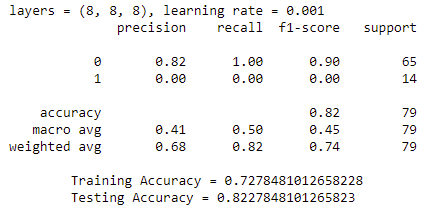 layers = (8, 8, 8), learning rate = 0.001
precision recall f1-score support
0 0.82 1.00 0.90 65
1 0.00 0.00 0.00 14
accuracy 0.82 79
macro avg 0.41 0.50 0.45 79
weighted avg 0.68 0.82 0.74 79
Training Accuracy = 0.7278481012658228
Testing Accuracy = 0.8227848101265823